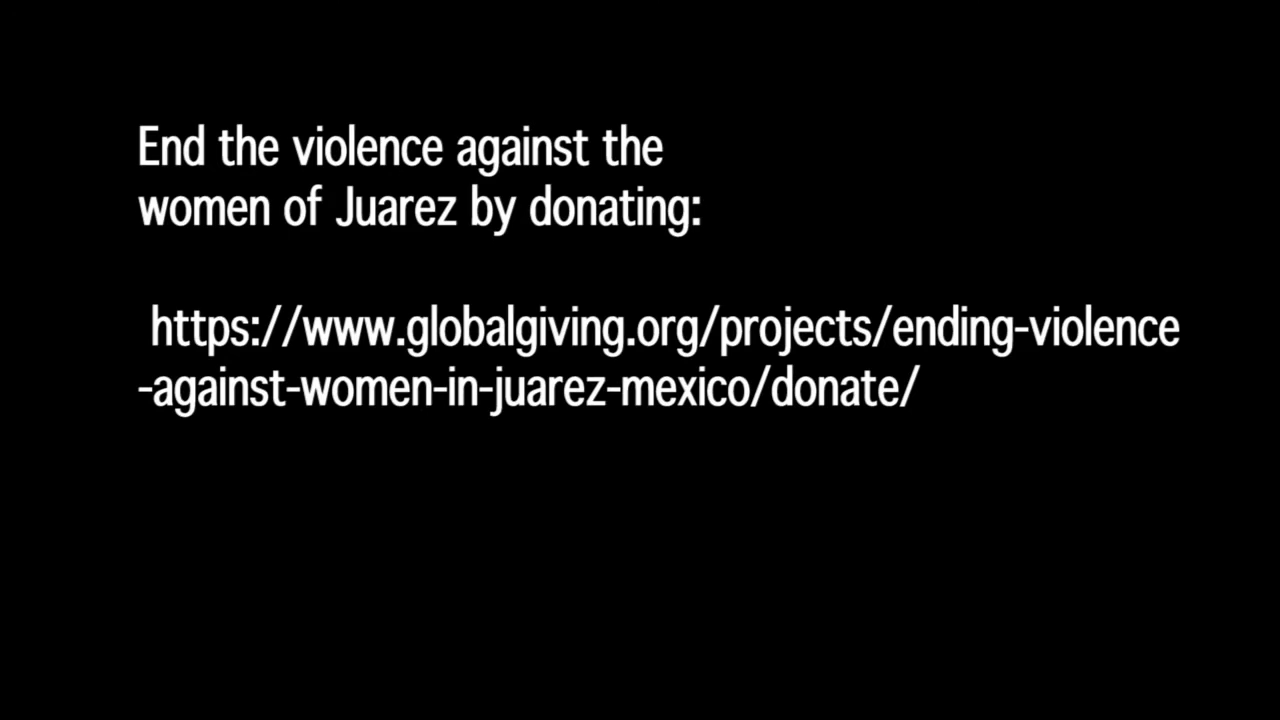 End the violence against the
women of Juarez by donating:
https://www.globalgiving.org/projects/ending-violence
-against-women-in-juarez-mexico/donate/